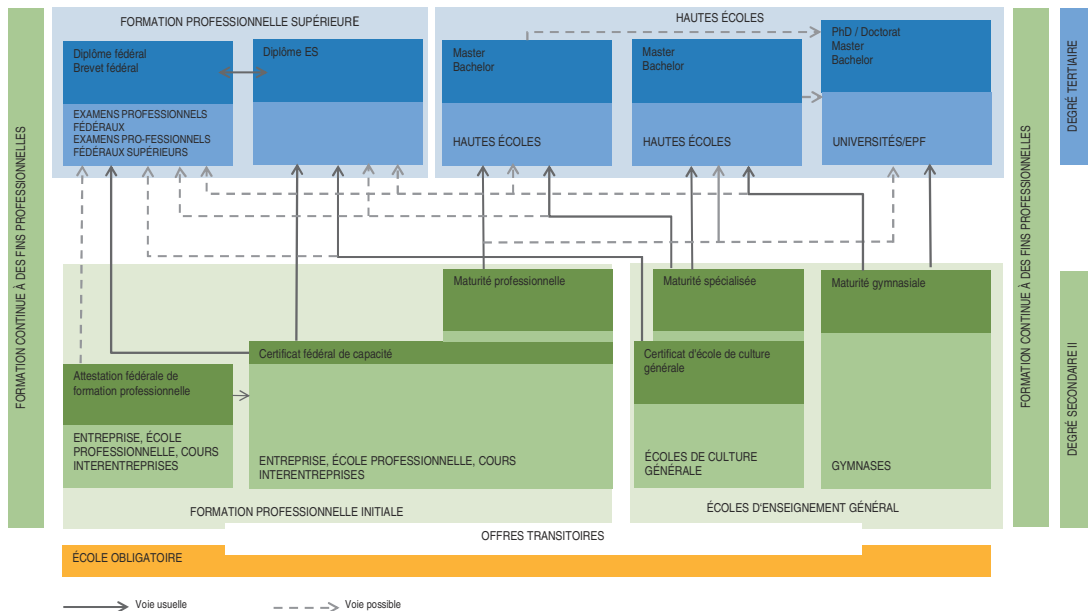 FORMATION CONTINUE À DES FINS PROFESSIONNELLES
FORMATION PROFESSIONNELLE SUPÉRIEURE
Diplôme fédéral
Brevet fédéral
EXAMENS PROFESSIONNELS
FÉDÉRAUX
EXAMENS PRO-FESSIONNELS
FÉDÉRAUX SUPÉRIEURS
Diplôme ES
HAUTES ÉCOLES
Master
Bachelor
HAUTES ÉCOLES
Master
Bachelor
HAUTES ÉCOLES
PhD / Doctorat
Master
Bachelor
UNIVERSITÉS/EPF
FORMATION CONTINUE À DES FINS PROFESSIONNELLES
DEGRÉ TERTIAIRE
DEGRÉ SECONDAIRE II
Maturité professionnelle
Maturité spécialisée
Maturité gymnasiale
Certificat fédéral de capacité
Certificat d'école de culture
générale
Attestation fédérale de
formation professionnelle
ENTREPRISE, ÉCOLE
PROFESSIONNELLE, COURS
INTERENTREPRISES
ENTREPRISE, ÉCOLE PROFESSIONNELLE, COURS
INTERENTREPRISES
ÉCOLES DE CULTURE
GÉNÉRALE
GYMNASES
FORMATION PROFESSIONNELLE INITIALE
ÉCOLES D'ENSEIGNEMENT GÉNÉRAL
OFFRES TRANSITOIRES
ÉCOLE OBLIGATOIRE
Voie usuelle
Voie possible